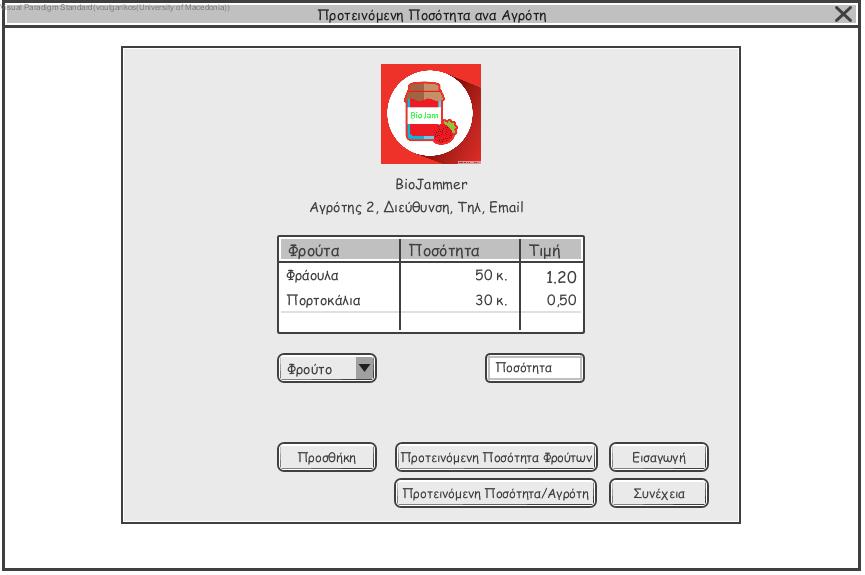 Visual Paradigm Standard(voulgarikos(University of Macedonia))
Προτεινόμενη Ποσότητα ανα Αγρότη
BioJam
BioJammer
Αγρότης 2, Διεύθυνση, Τηλ, Email
Φρούτα Ποσότητα Τιμή
Φράουλα 50 κ. 1.20
Πορτοκάλια 30 κ. 0,50
Φρούτο Ποσότητα
Προσθήκη Προτεινόμενη Ποσότητα Φρούτων Εισαγωγή
Προτεινόμενη Ποσότητα/Αγρότη Συνέχεια